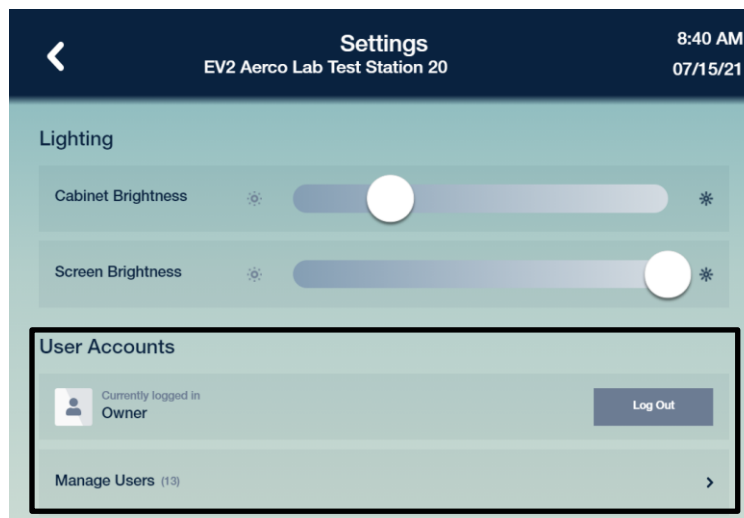 Settings
8:40 AM
EV2 Aerco Lab Test Station 20
07/15/21
Lighting
Cabinet Brightness
Screen Brightness
User Accounts
Currently logged in
Owner
Log Out
Manage Users (13)